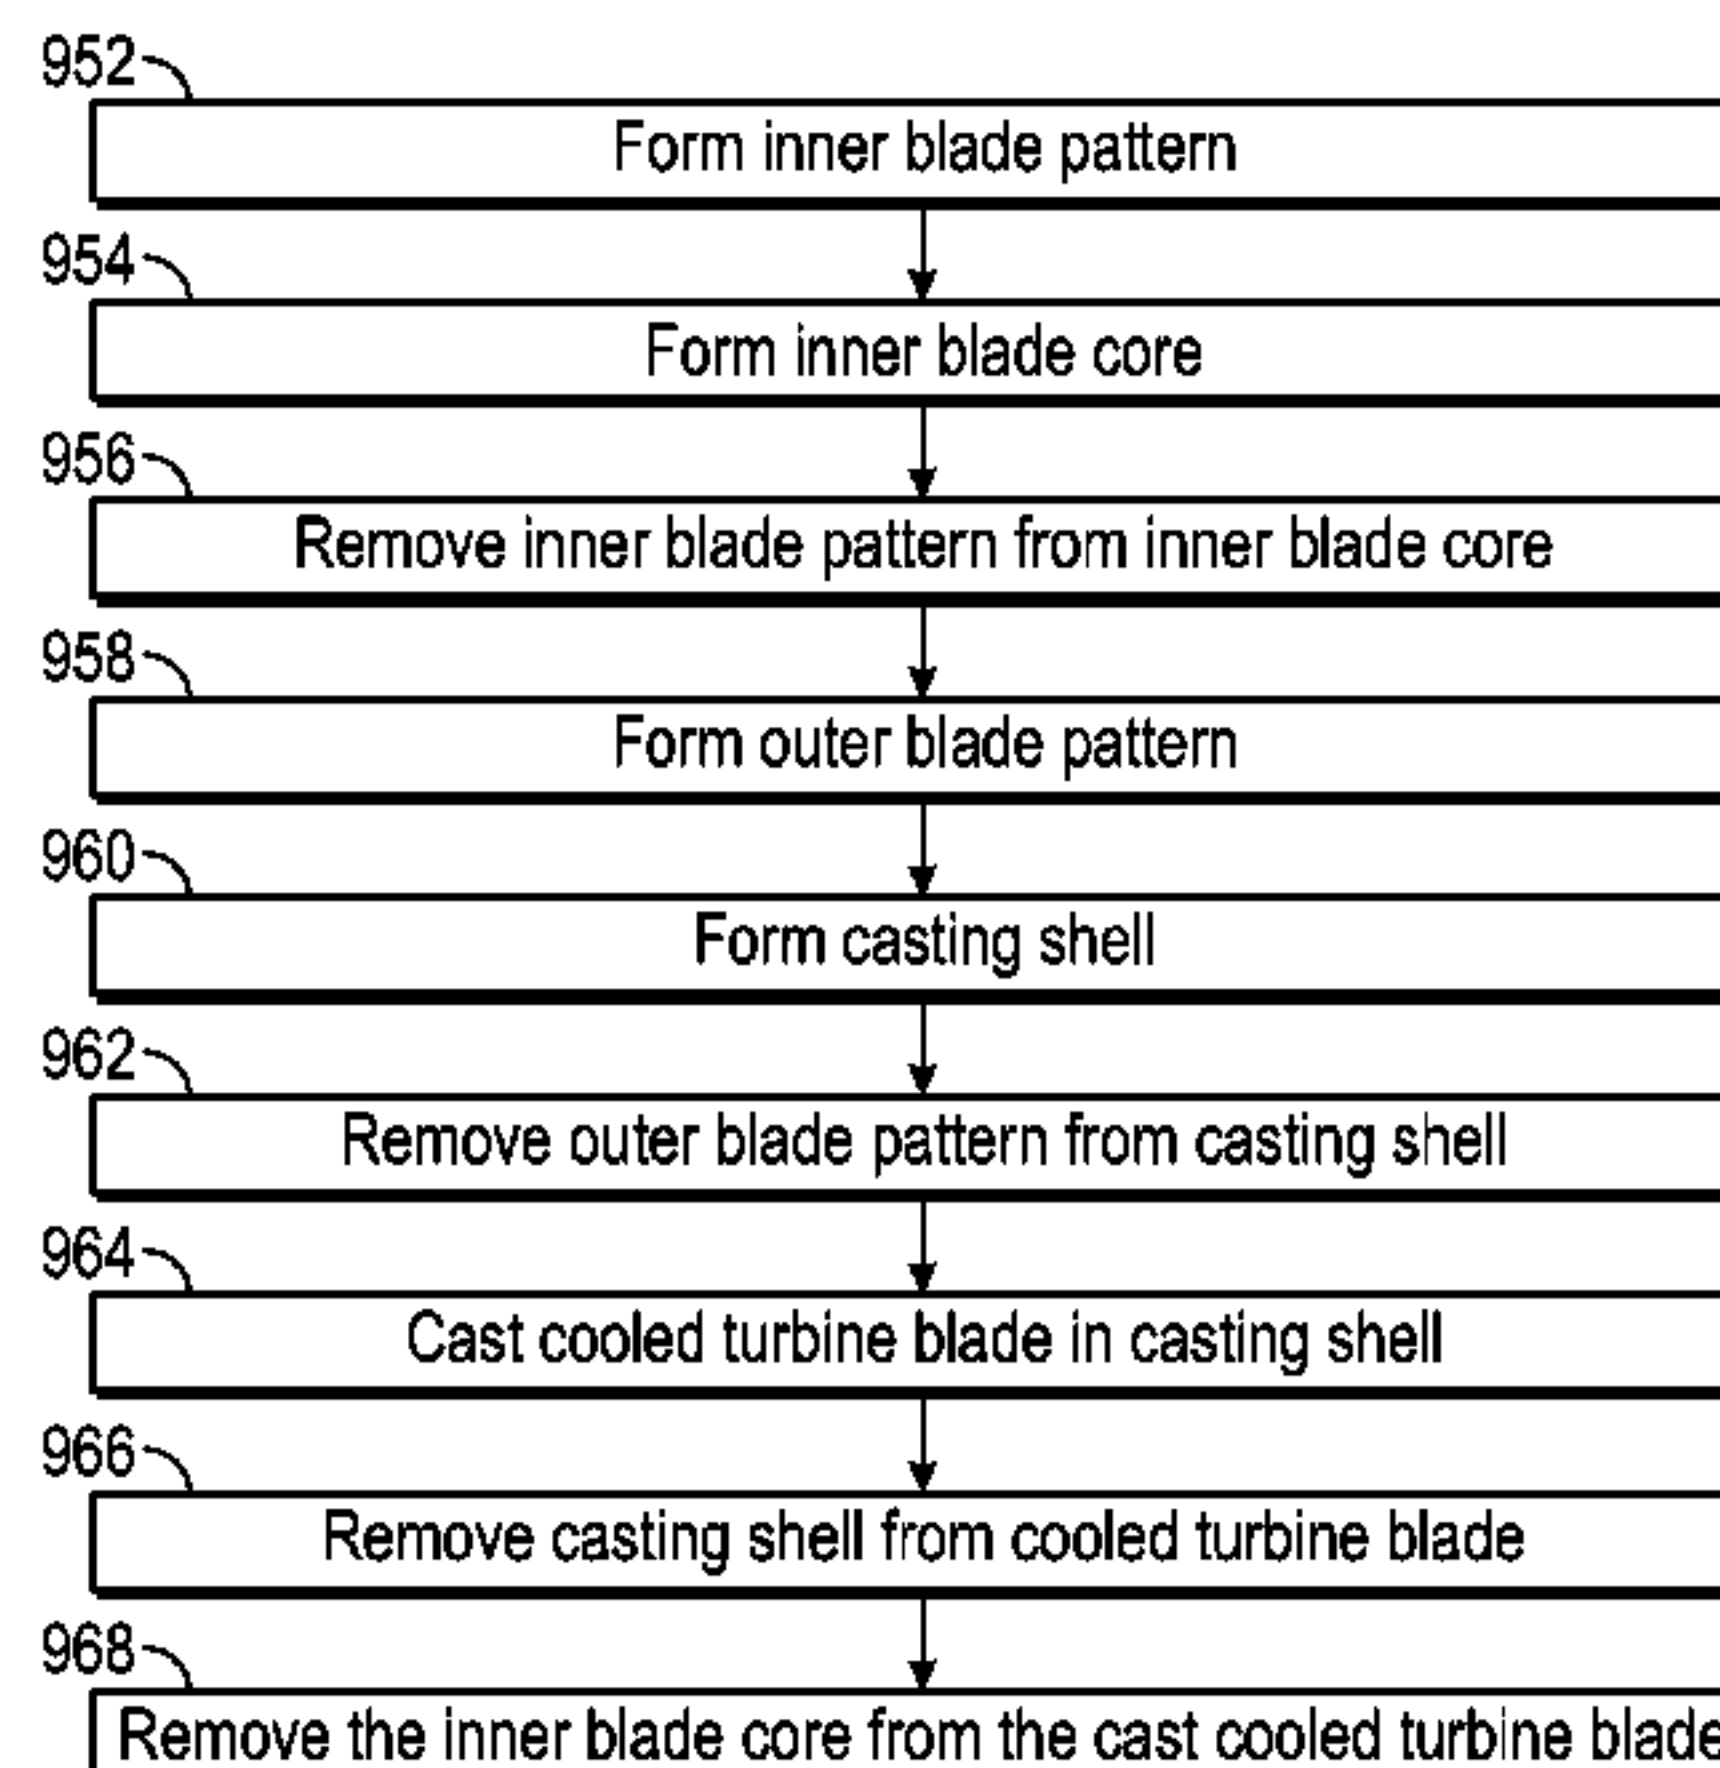 952
Form inner blade pattern
954
Form inner blade core
956
Remove inner blade pattern from inner blade core
958
Form outer blade pattern
960
Form casting shell
962
Remove outer blade pattern from casting shell
964
Cast cooled turbine blade in casting shell
966
Remove casting shell from cooled turbine blade
968
Remove the inner blade core from the cast cooled turbine blade